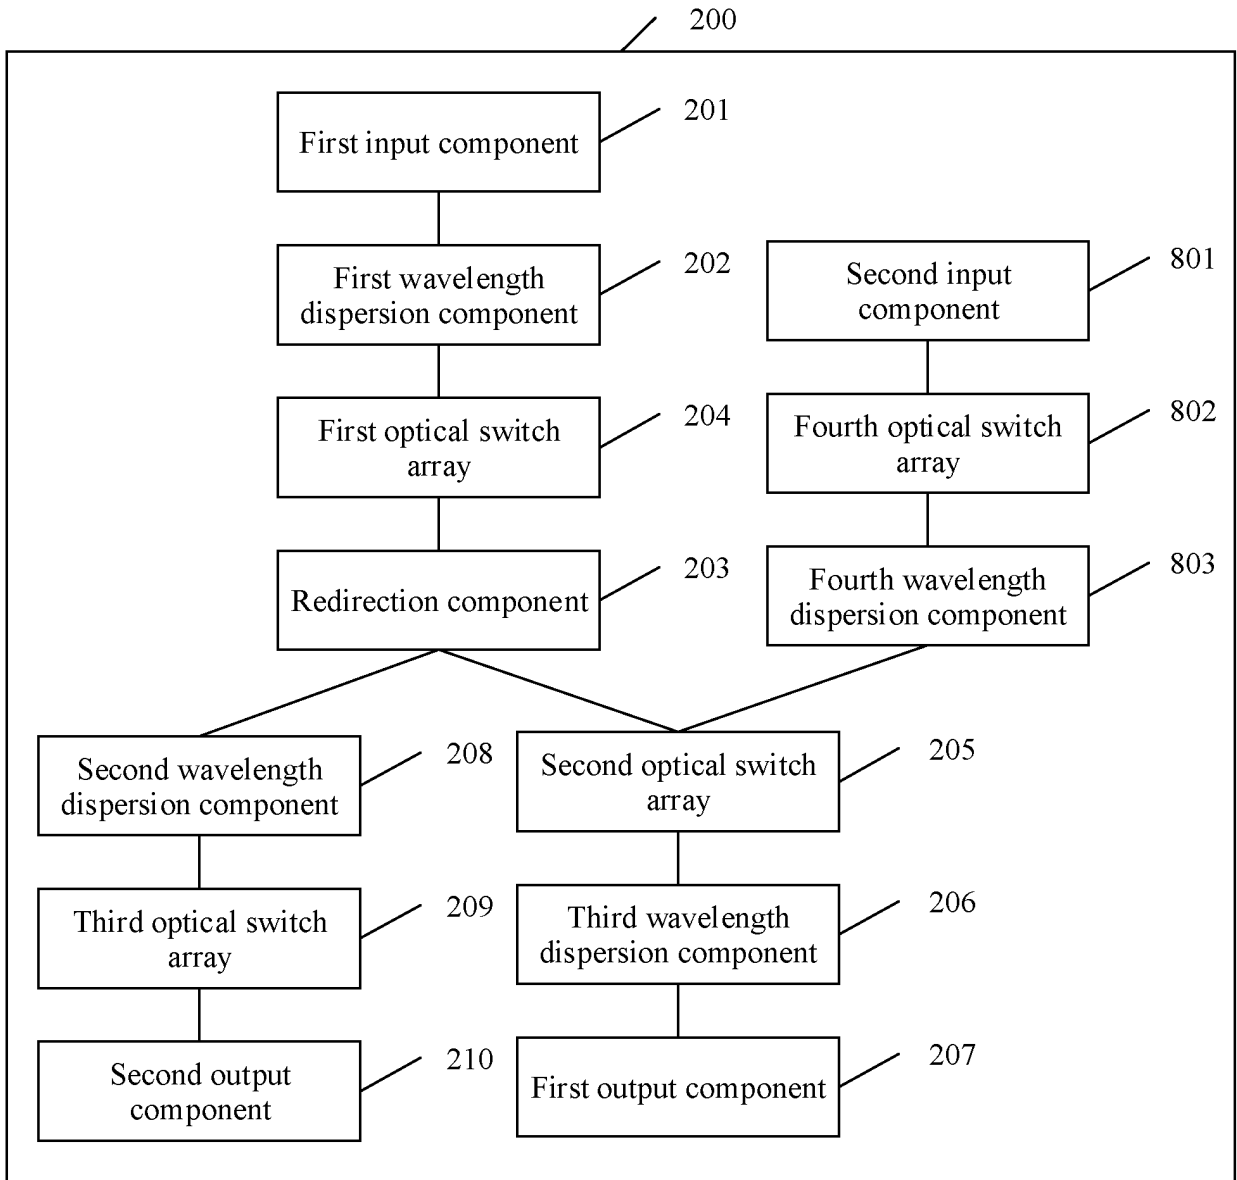 200
First input component
201
First wavelength
dispersion component
202
Second input
component
801
First optical switch
array
204
Fourth optical switch
array
802
Redirection component
203
Fourth wavelength
dispersion component
803
Second wavelength
dispersion component
208
Second optical switch
array
205
Third optical switch
array
209
Third wavelength
dispersion component
206
Second output
component
210
First output component
207